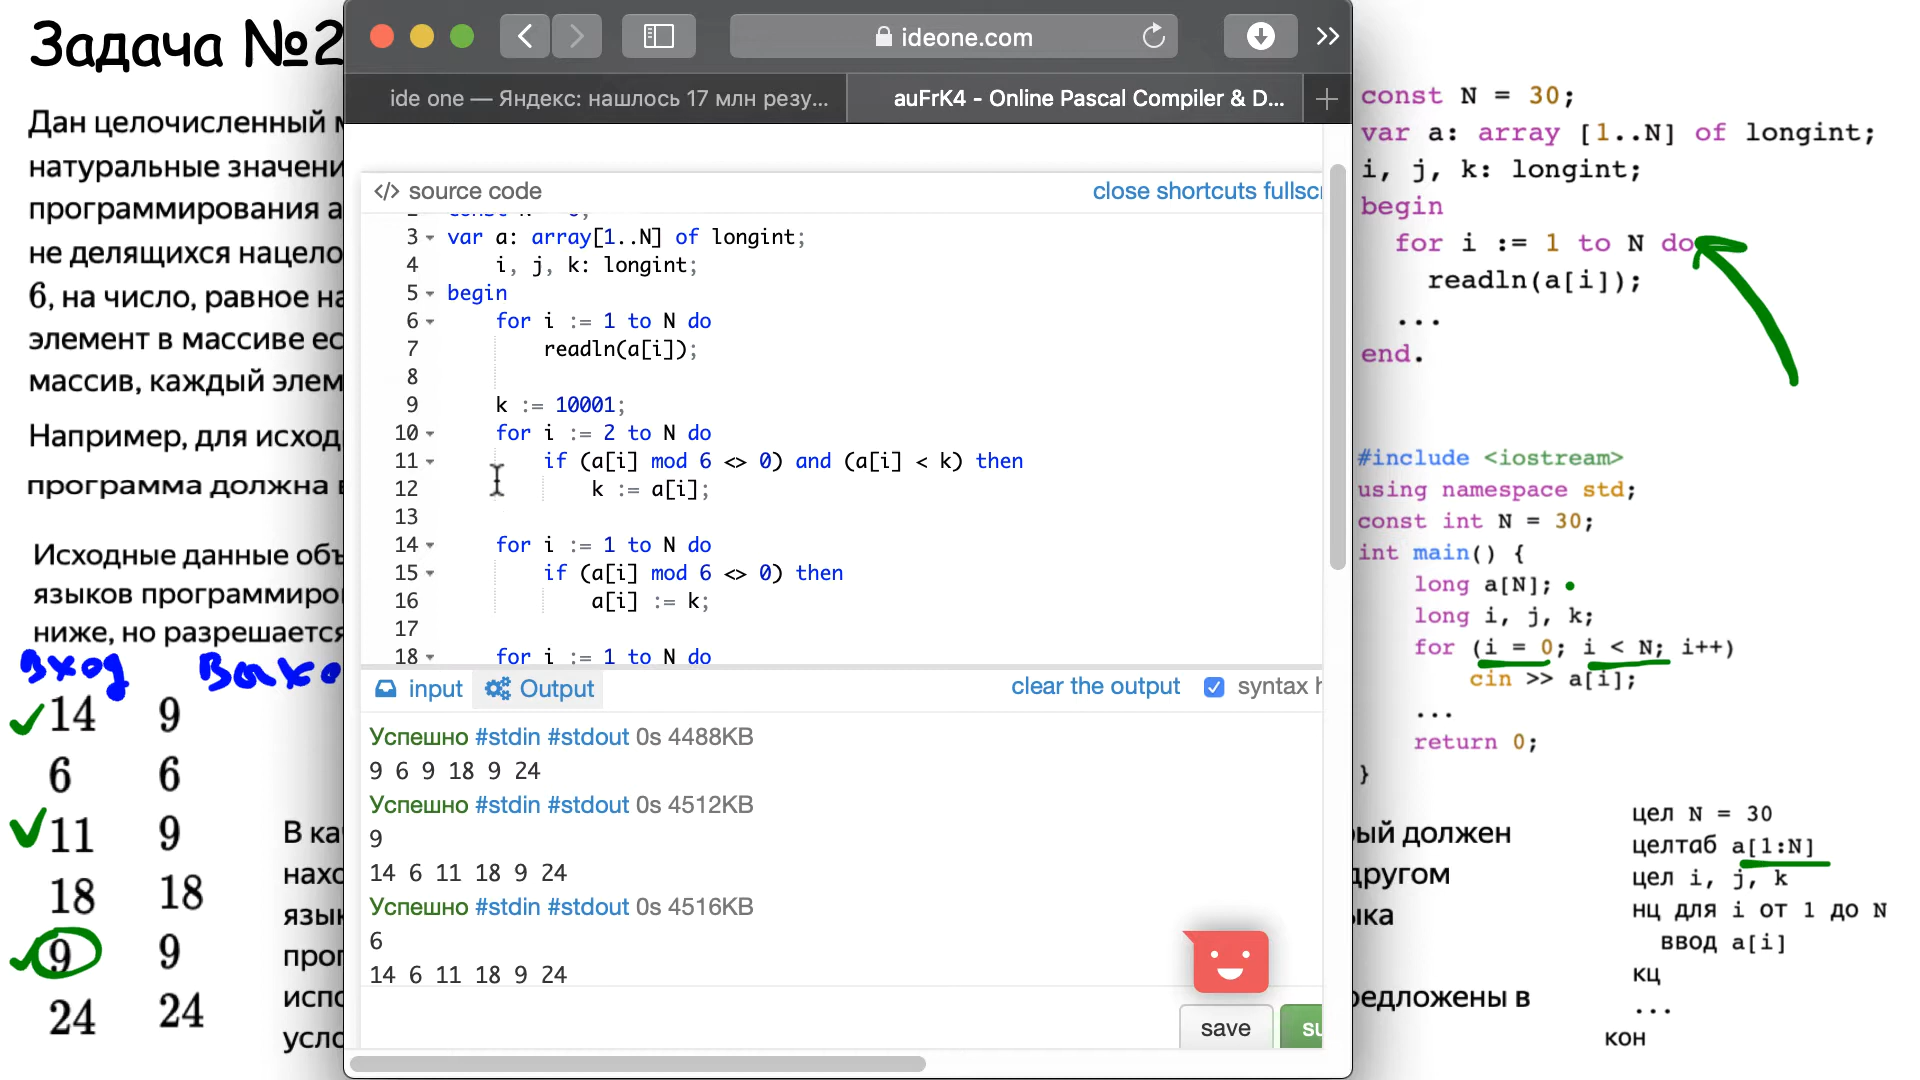 Задача №2
Дан целочисленный
натуральные значени
программирования а
не делящихся нацело
6, на число, равное на
элемент в массиве ес
массив, каждый элем
Например, для исход
программа должна
Исходные данные объ
языков программиро
ниже, но разрешается
вход выхо
14 9
6 6
11 9
18 18
9 9
24 24
В ка
нахо
язык
прог
испо
усло
ideone.com
ide one — Яндекс: нашлось 17 млн резу...
auFrK4 - Online Pascal Compiler & D...
</> source code
close shortcuts fullscr
3 var a: array[1..N] of longint;
4 i, j, k: longint;
5 begin
6 for i := 1 to N do
7 readln(a[i]);
8
9 k := 10001;
10 for i := 2 to N do
11 if (a[i] mod 6 <> 0) and (a[i] < k) then
12 k := a[i];
13
14 for i := 1 to N do
15 if (a[i] mod 6 <> 0) then
16 a[i] := k;
17
18 for i := 1 to N do
input Output
clear the output syntax h
Успешно #stdin #stdout 0s 4488KB
9 6 9 18 9 24
Успешно #stdin #stdout 0s 4512KB
9
14 6 11 18 9 24
Успешно #stdin #stdout 0s 4516KB
6
14 6 11 18 9 24
save su
const N = 30;
var a: array [1..N] of longint;
i, j, k: longint;
begin
for i := 1 to N do
readln(a[i]);
...
end.
#include <iostream>
using namespace std;
const int N = 30;
int main() {
long a[N];
long i, j, k;
for (i = 0; i < N; i++)
cin >> a[i];
...
return 0;
}
рый должен
другом
ыка
редложены в
цел N = 30
целтаб a[1:N]
цел i, j, k
нц для i от 1 до N
ввод a[i]
кц
...
кон